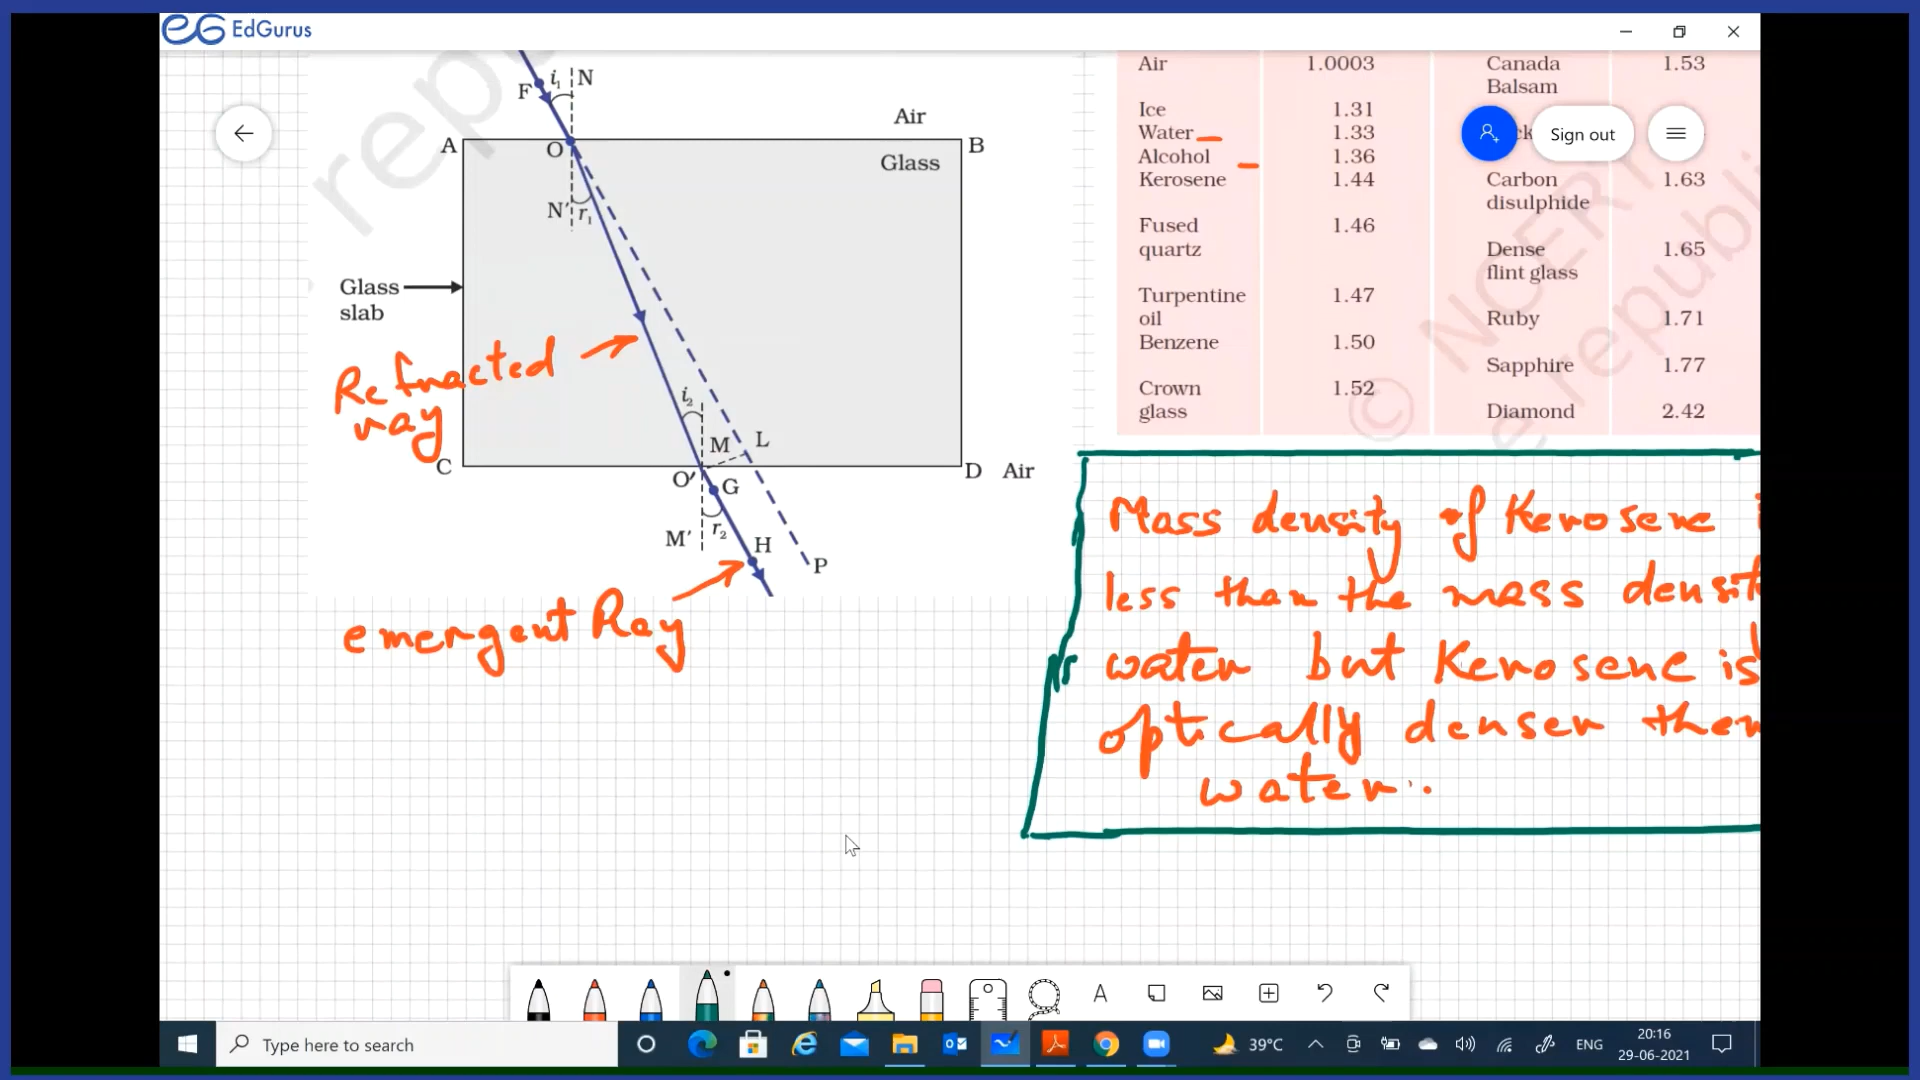 EdGurus
F
i₁
N
Air
A
O
B
Glass
N′
r₁
Glass
slab
Refracted
ray
i₂
M
L
C
D
Air
O′
G
M′
r₂
H
P
emergent Ray
Air 1.0003
Ice 1.31
Water 1.33
Alcohol 1.36
Kerosene 1.44
Fused
quartz 1.46
Turpentine
oil 1.47
Benzene 1.50
Crown
glass 1.52
Canada
Balsam 1.53
Sign out
Carbon
disulphide 1.63
Dense
flint glass 1.65
Ruby 1.71
Sapphire 1.77
Diamond 2.42
© NCERT
republi
Mass density of Kerosene
less than the mass densit
water but Kerosene is
optically denser then
water.
Type here to search
39°C
ENG
20:16
29-06-2021